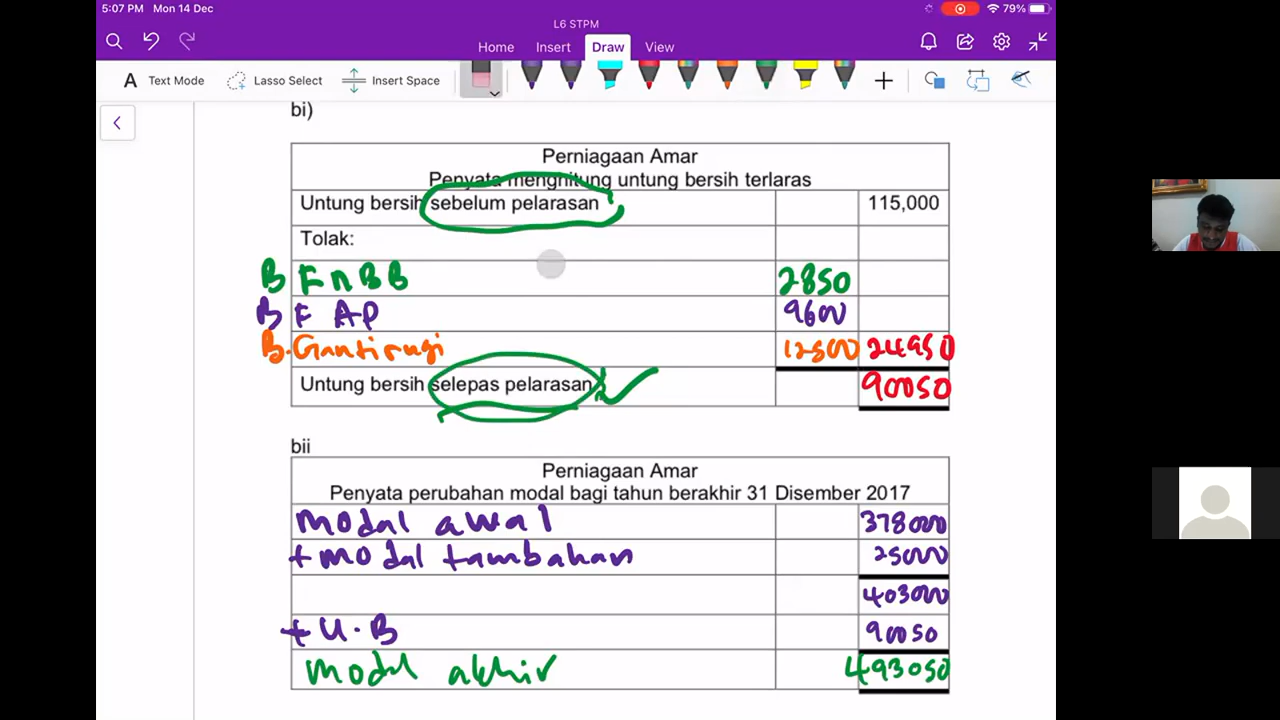 5:07 PM Mon 14 Dec
79%
L6 STPM
Home Insert Draw View
A Text Mode Lasso Select Insert Space
bi)
Perniagaan Amar
Penyata menghitung untung bersih terlaras
Untung bersih sebelum pelarasan 115,000
Tolak:
B F n B B 2850
B F AP 9600
B. Gantirugi 12500 24950
Untung bersih selepas pelarasan 90050
bii
Perniagaan Amar
Penyata perubahan modal bagi tahun berakhir 31 Disember 2017
modal awal 378000
+ modal tambahan 25000
403000
+ U.B 90050
modal akhir 493050